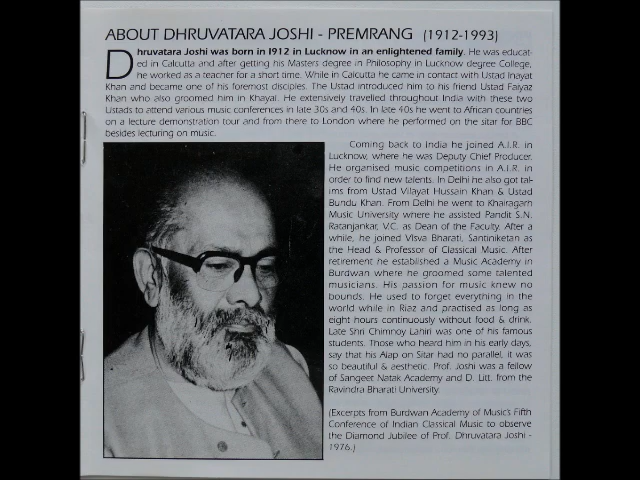 ABOUT DHRUVATARA JOSHI - PREMRANG (1912-1993)
Dhruvatara Joshi was born in 1912 in Lucknow in an enlightened family. He was educat-
ed in Calcutta and after getting his Masters degree in Philosophy in Lucknow degree College,
he worked as a teacher for a short time. While in Calcutta he came in contact with Ustad Inayat
Khan and became one of his foremost disciples. The Ustad introduced him to his friend Ustad Faiyaz
Khan who also groomed him in Khayal. He extensively travelled throughout India with these two
Ustads to attend various music conferences in late 30s and 40s. In late 40s he went to African countries
on a lecture demonstration tour and from there to London where he performed on the sitar for BBC
besides lecturing on music.
Coming back to India he joined A.I.R. in
Lucknow, where he was Deputy Chief Producer.
He organised music competitions in A.I.R. in
order to find new talents. In Delhi he also got tal-
ims from Ustad Vilayat Hussain Khan & Ustad
Bundu Khan. From Delhi he went to Khairagarh
Music University where he assisted Pandit S.N.
Ratanjankar, V.C. as Dean of the Faculty. After a
while, he joined Visva Bharati, Santiniketan as
the Head & Professor of Classical Music. After
retirement he established a Music Academy in
Burdwan where he groomed some talented
musicians. His passion for music knew no
bounds. He used to forget everything in the
world while in Riaz and practised as long as
eight hours continuously without food & drink.
Late Shri Chimnoy Lahiri was one of his famous
students. Those who heard him in his early days,
say that his Alap on Sitar had no parallel, it was
so beautiful & aesthetic. Prof. Joshi was a fellow
of Sangeet Natak Academy and D. Litt. from the
Ravindra Bharati University.
(Excerpts from Burdwan Academy of Music's Fifth
Conference of Indian Classical Music to observe
the Diamond Jubilee of Prof. Dhruvatara Joshi -
1976.)